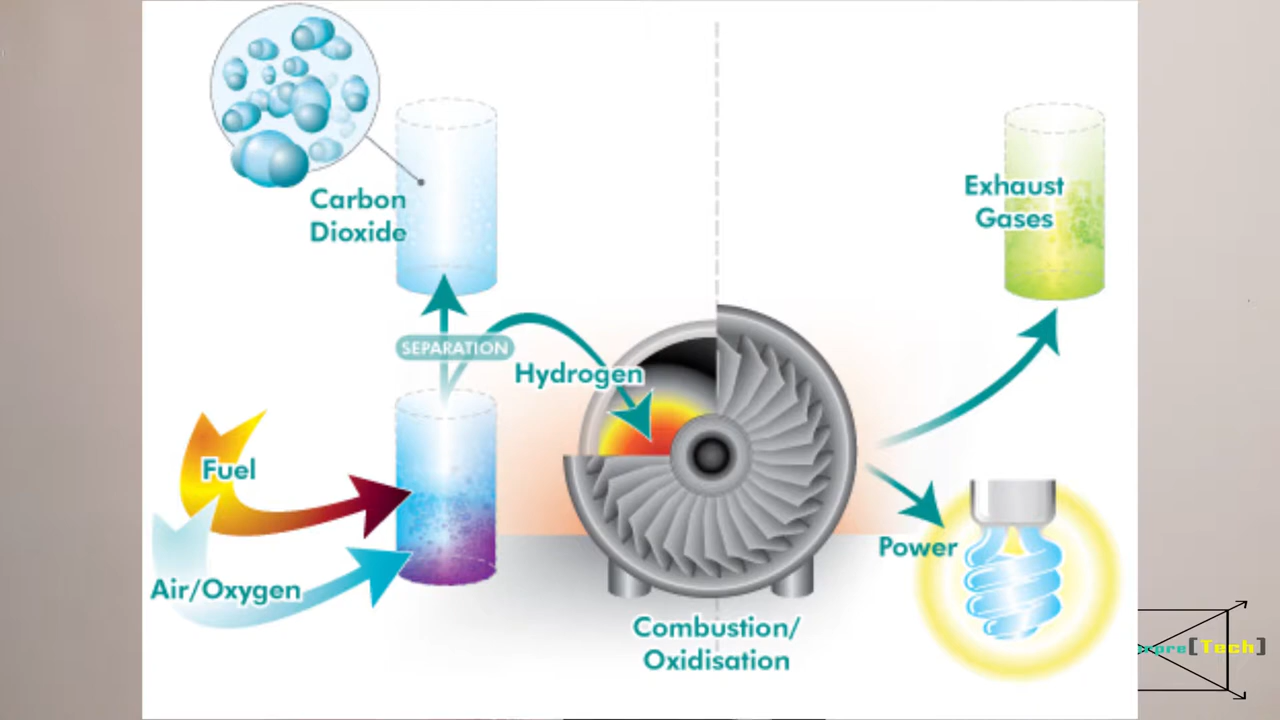 Carbon
Dioxide
Exhaust
Gases
SEPARATION
Hydrogen
Fuel
Power
Air/Oxygen
Combustion/
Oxidisation
[Tech]